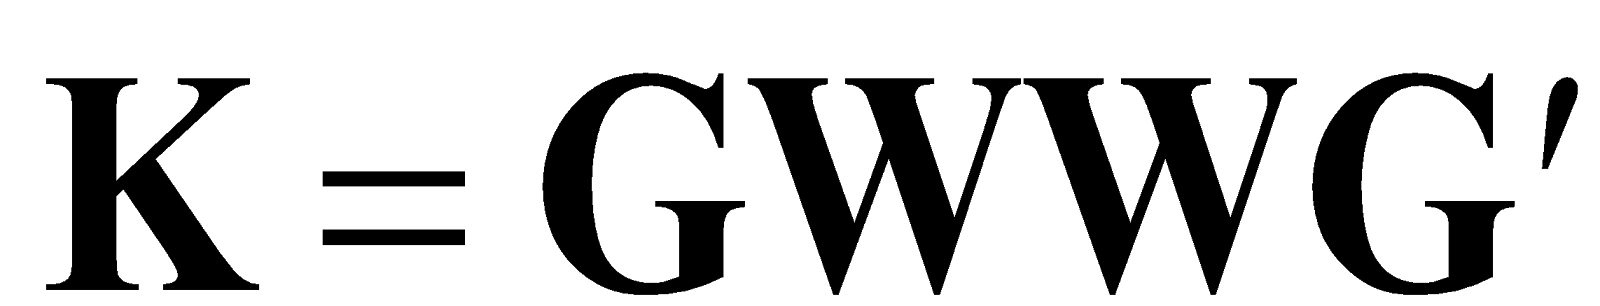 K = GWWG′